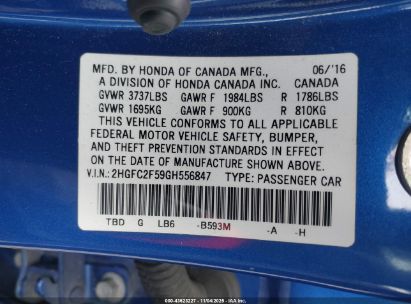 MFD. BY HONDA OF CANADA MFG., 06/'16
A DIVISION OF HONDA CANADA INC. CANADA
GVWR 3737LBS GAWR F 1984LBS R 1786LBS
GVWR 1695KG GAWR F 900KG R 810KG
THIS VEHICLE CONFORMS TO ALL APPLICABLE
FEDERAL MOTOR VEHICLE SAFETY, BUMPER,
AND THEFT PREVENTION STANDARDS IN EFFECT ON
THE DATE OF MANUFACTURE SHOWN ABOVE.
V.I.N: 2HGFC2F59GH556847 TYPE: PASSENGER CAR
TBD G LB6 -B593M -A -H